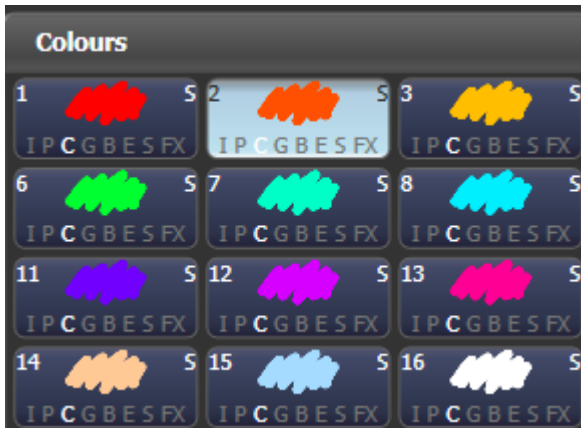 Colours
1 S 2 S 3 S
I P C G B E S FX I P C G B E S FX I P C G B E S FX
6 S 7 S 8 S
I P C G B E S FX I P C G B E S FX I P C G B E S FX
11 S 12 S 13 S
I P C G B E S FX I P C G B E S FX I P C G B E S FX
14 S 15 S 16 S
I P C G B E S FX I P C G B E S FX I P C G B E S FX